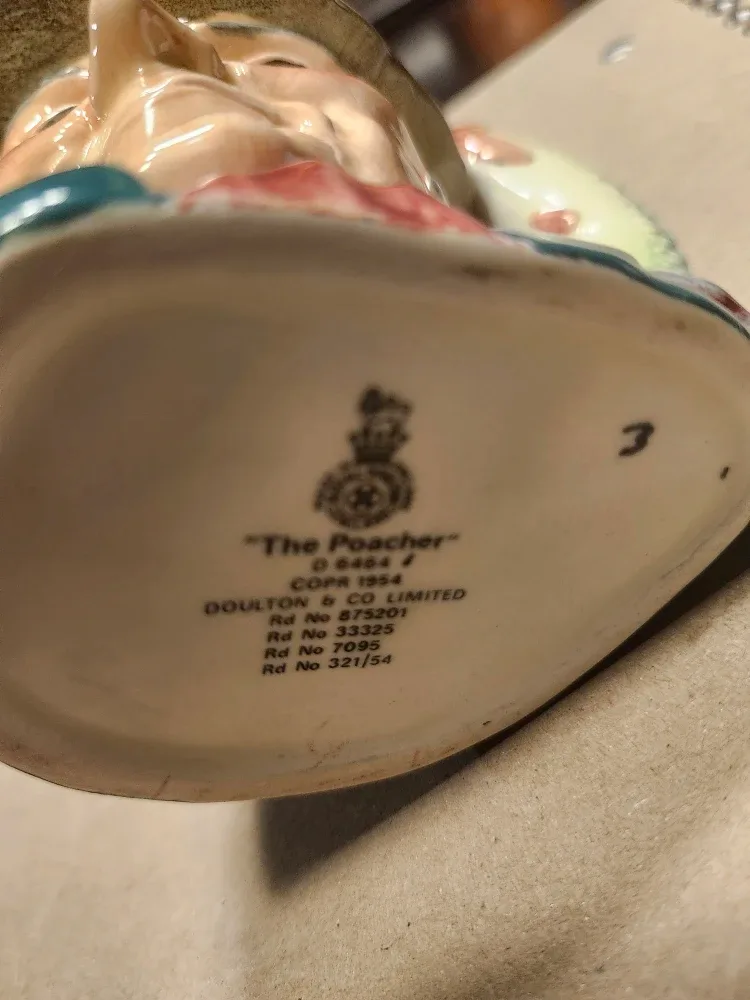 "The Poacher"
D 6464
COPR 1954
DOULTON & CO LIMITED
Rd No 875201
Rd No 33325
Rd No 7095
Rd No 321/54
3